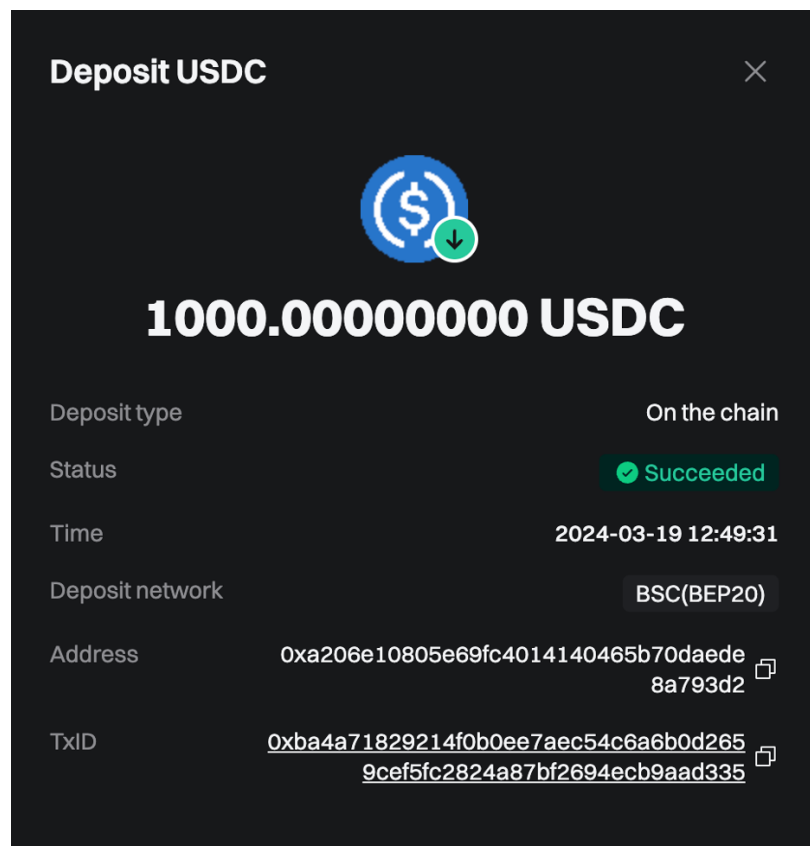 Deposit USDC
1000.00000000 USDC
Deposit type On the chain
Status Succeeded
Time 2024-03-19 12:49:31
Deposit network BSC(BEP20)
Address 0xa206e10805e69fc4014140465b70daede
8a793d2
TxID 0xba4a71829214f0b0ee7aec54c6a6b0d265
9cef5fc2824a87bf2694ecb9aad335